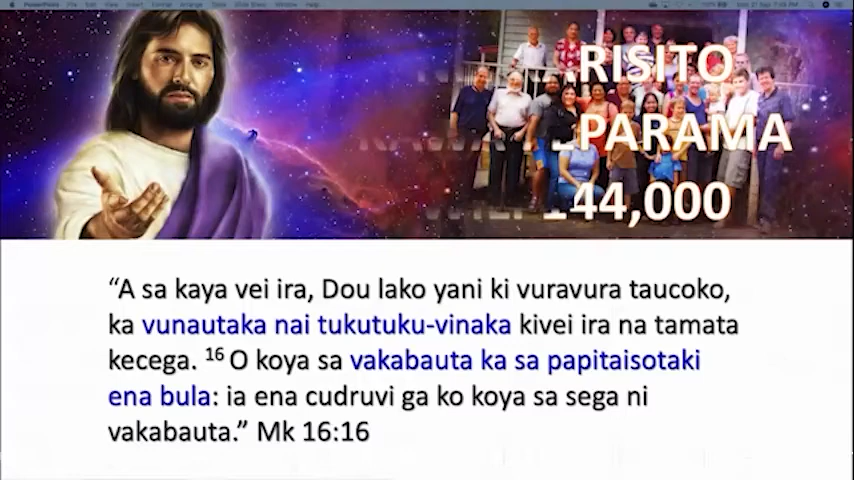 .RISITO
PARAMA
144,000
“A sa kaya vei ira, Dou lako yani ki vuravura taucoko,
ka vunautaka nai tukutuku-vinaka kivei ira na tamata
kecega. 16 O koya sa vakabauta ka sa papitaisotaki
ena bula: ia ena cudruvi ga ko koya sa sega ni
vakabauta.” Mk 16:16